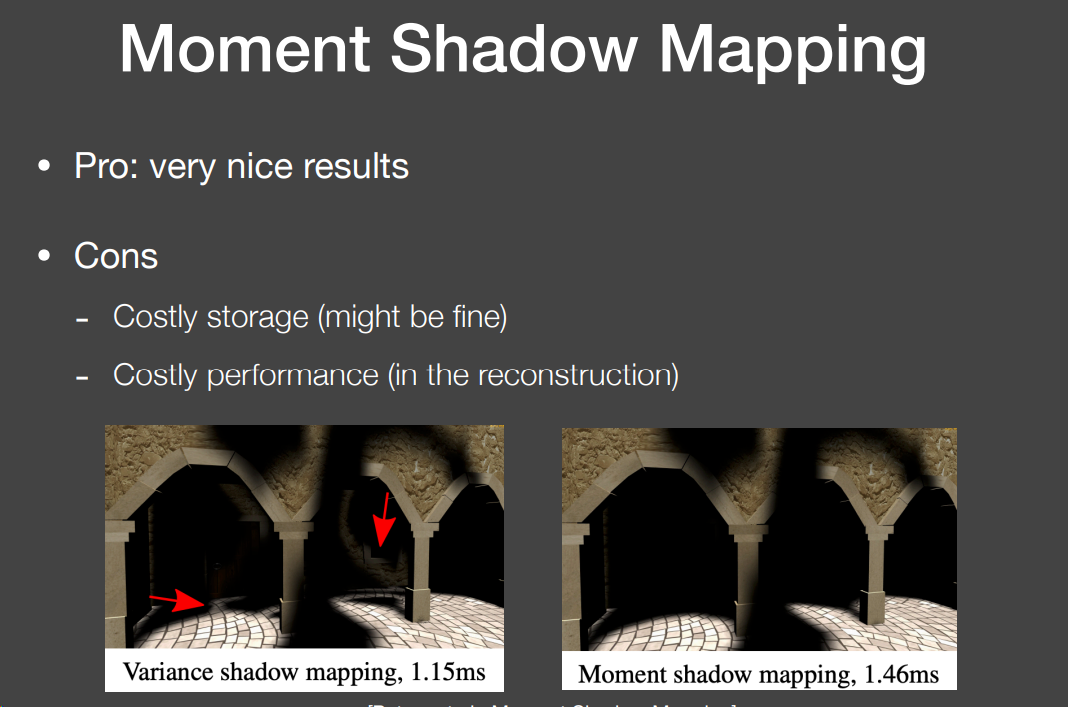 Moment Shadow Mapping
• Pro: very nice results
• Cons
- Costly storage (might be fine)
- Costly performance (in the reconstruction)
Variance shadow mapping, 1.15ms
Moment shadow mapping, 1.46ms